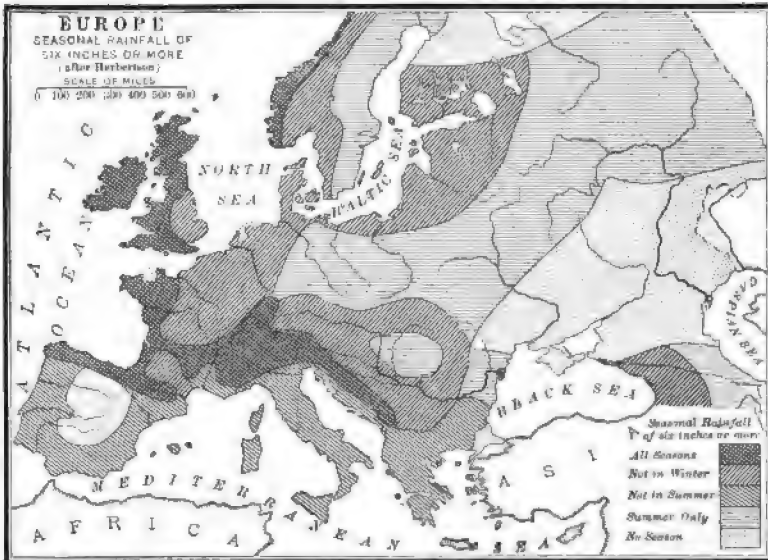 EUROPE
SEASONAL RAINFALL OF
SIX INCHES OR MORE
(after Herbertson)
SCALE OF MILES
0 100 200 300 400 500 600
ATLANTIC
OCEAN
NORTH
SEA
BALTIC SEA
CASPIAN SEA
BLACK SEA
MEDITERRANEAN
SEA
AFRICA
ASI
Seasonal Rainfall
of six inches or more
All Seasons
Not in Winter
Not in Summer
Summer Only
No Season